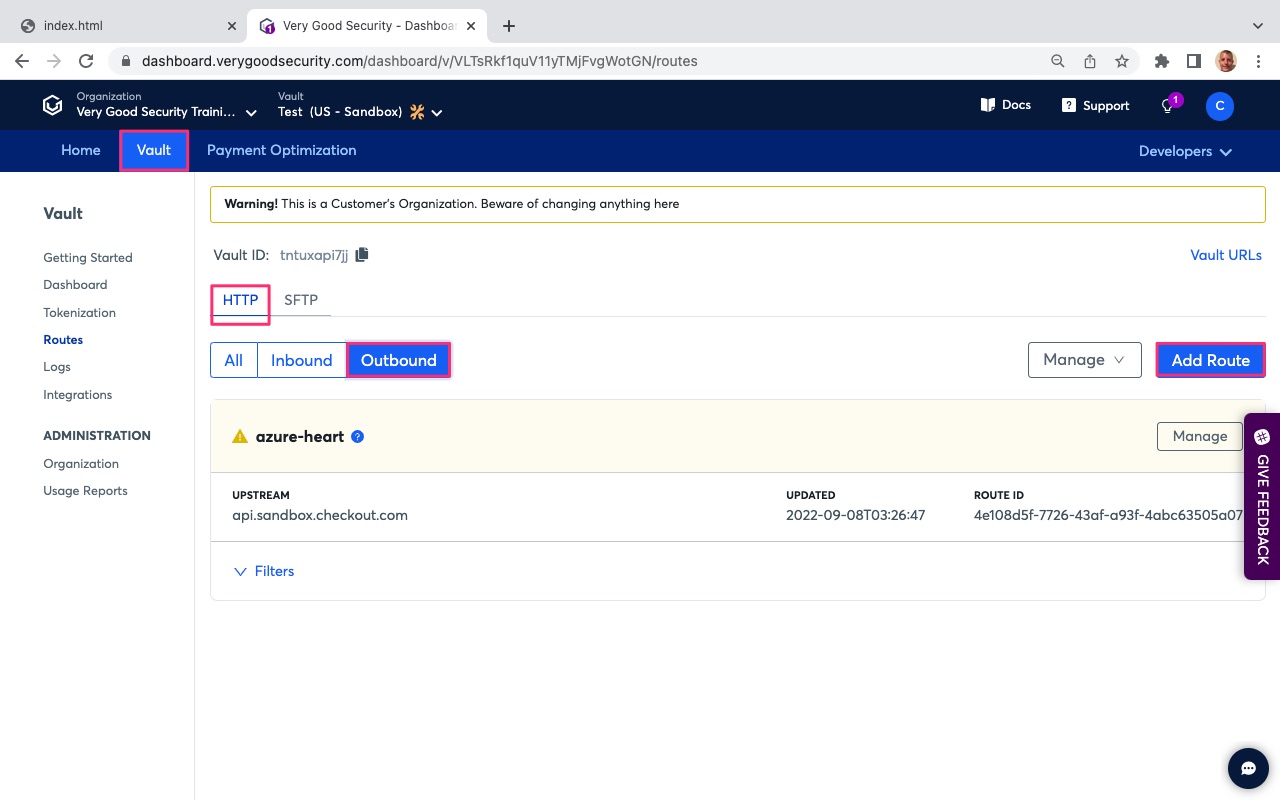 index.html
Very Good Security - Dashboa
dashboard.verygoodsecurity.com/dashboard/v/VLTsRkf1quV11yTMjFvgWotGN/routes
Organization
Very Good Security Traini...
Vault
Test (US - Sandbox)
Docs
Support
1
C
Home
Vault
Payment Optimization
Developers
Vault
Getting Started
Dashboard
Tokenization
Routes
Logs
Integrations
ADMINISTRATION
Organization
Usage Reports
Warning! This is a Customer's Organization. Beware of changing anything here
Vault ID: tntuxapi7jj
Vault URLs
HTTP
SFTP
All
Inbound
Outbound
Manage
Add Route
azure-heart
Manage
UPSTREAM
api.sandbox.checkout.com
UPDATED
2022-09-08T03:26:47
ROUTE ID
4e108d5f-7726-43af-a93f-4abc63505a07
Filters
GIVE FEEDBACK